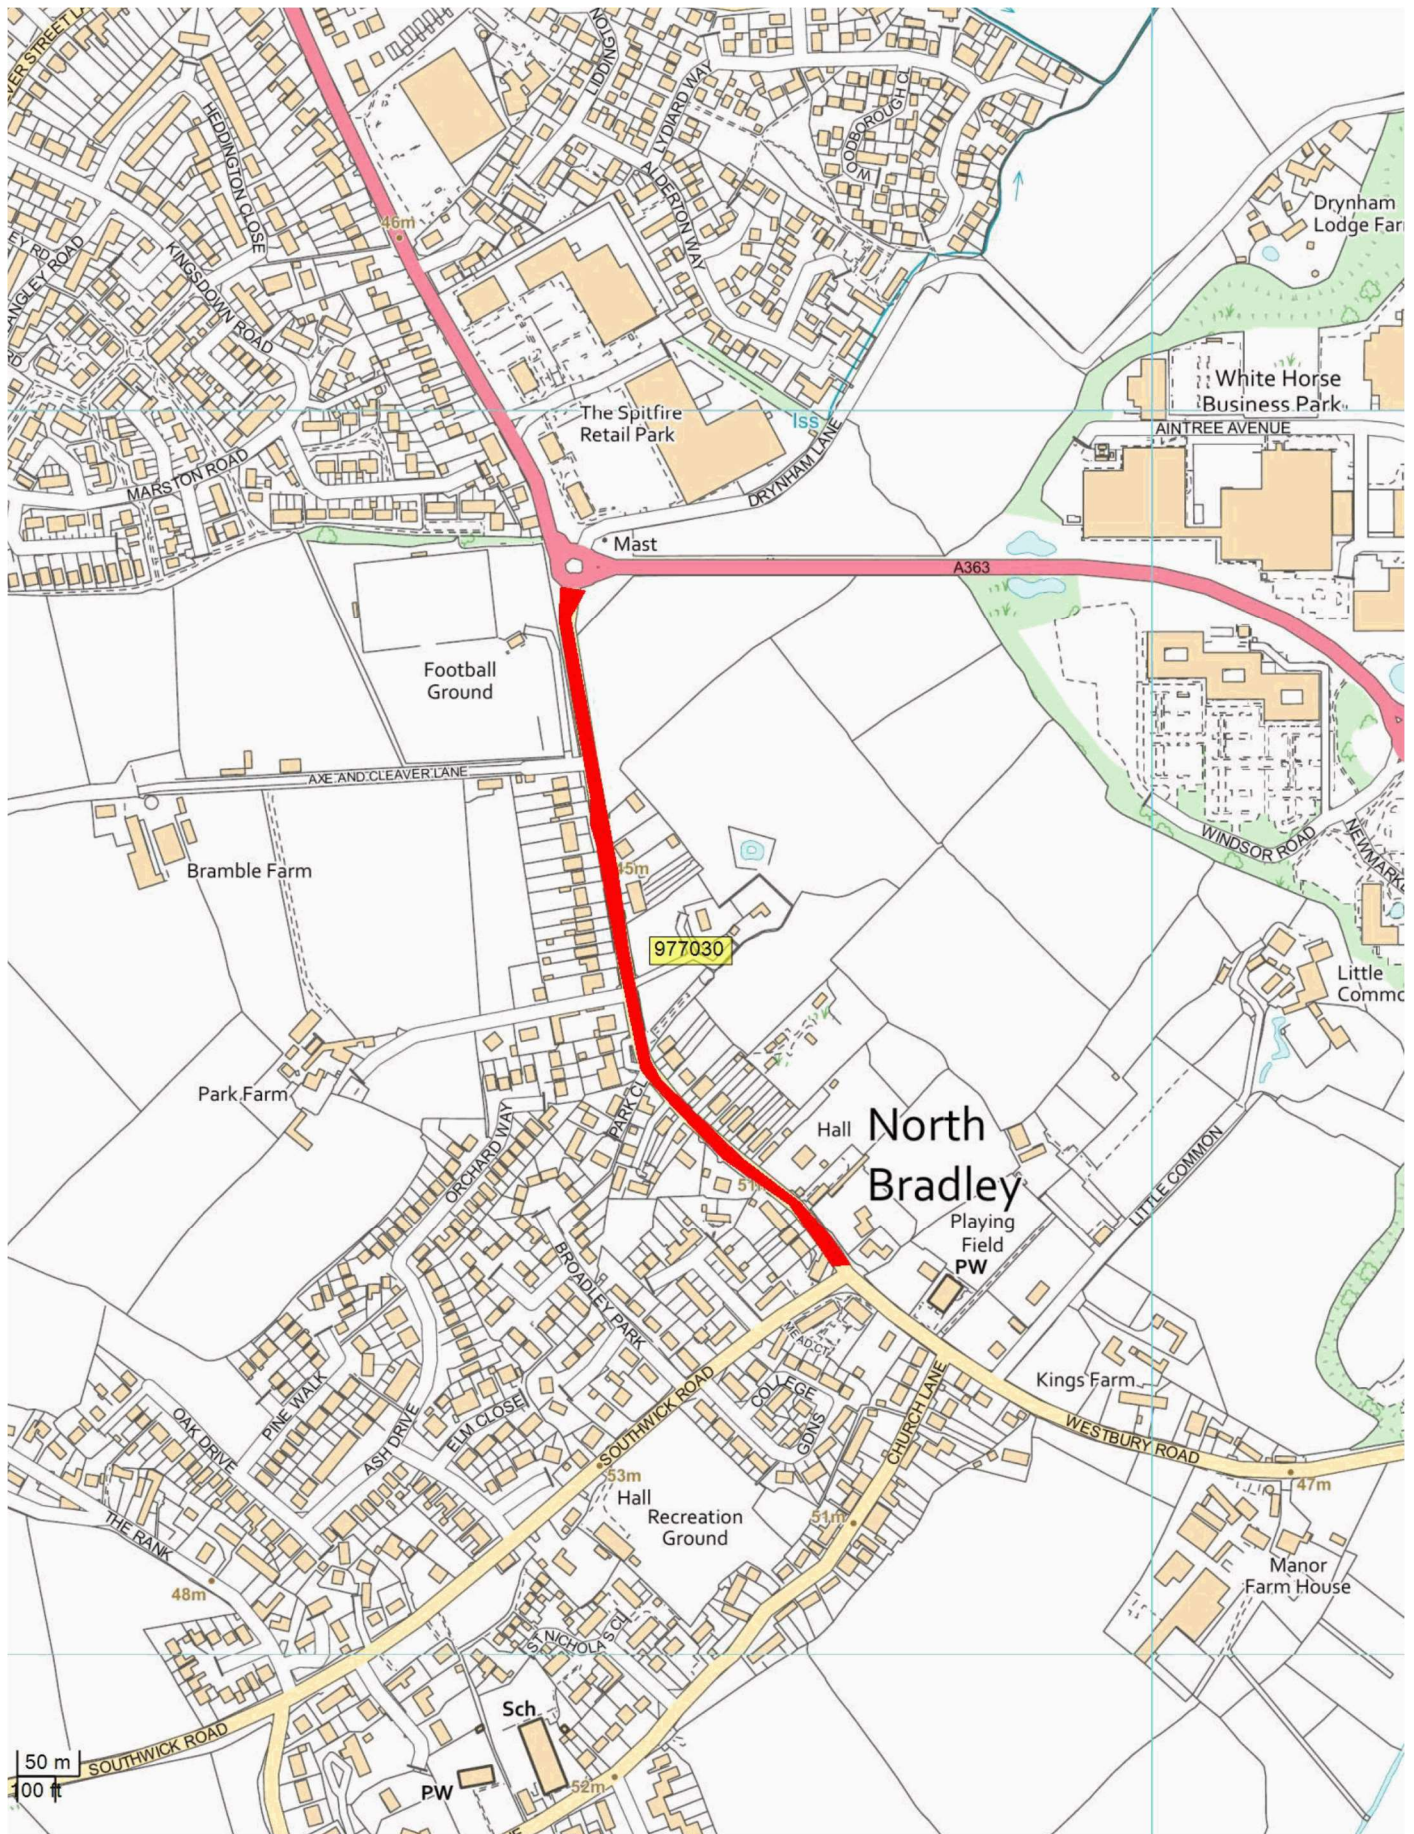 LIDDINGTON
LYDIARD WAY
WOODBOROUGH CL
HEDDINGTON CLOSE
ALDERTON WAY
46m
Drynham
KINGSDOWN ROAD
LANGLEY ROAD
White Horse
Business Park
The Spitfire
Retail Park
Iss
AINTREE AVENUE
MARSTON ROAD
DRYNHAM LANE
Mast
A363
Football
Ground
AXE AND CLEAVER LANE
WINDSOR ROAD
Bramble Farm
45m
977030
Little
Park Farm
PARK CL
ORCHARD WAY
Hall
North
Bradley
LITTLE COMMON
Playing
Field
PW
BROADLEY PARK
MEAD CT
Kings Farm
PINE WALK
OAK DRIVE
ASH DRIVE
ELM CLOSE
SOUTHWICK ROAD
COLLEGE
GDNS
CHURCH LANE
WESTBURY ROAD
53m
47m
Hall
Recreation
Ground
51m
THE RANK
48m
Manor
Farm House
ST NICHOLAS CL
Sch
SOUTHWICK ROAD
50 m
100 ft
PW
52m